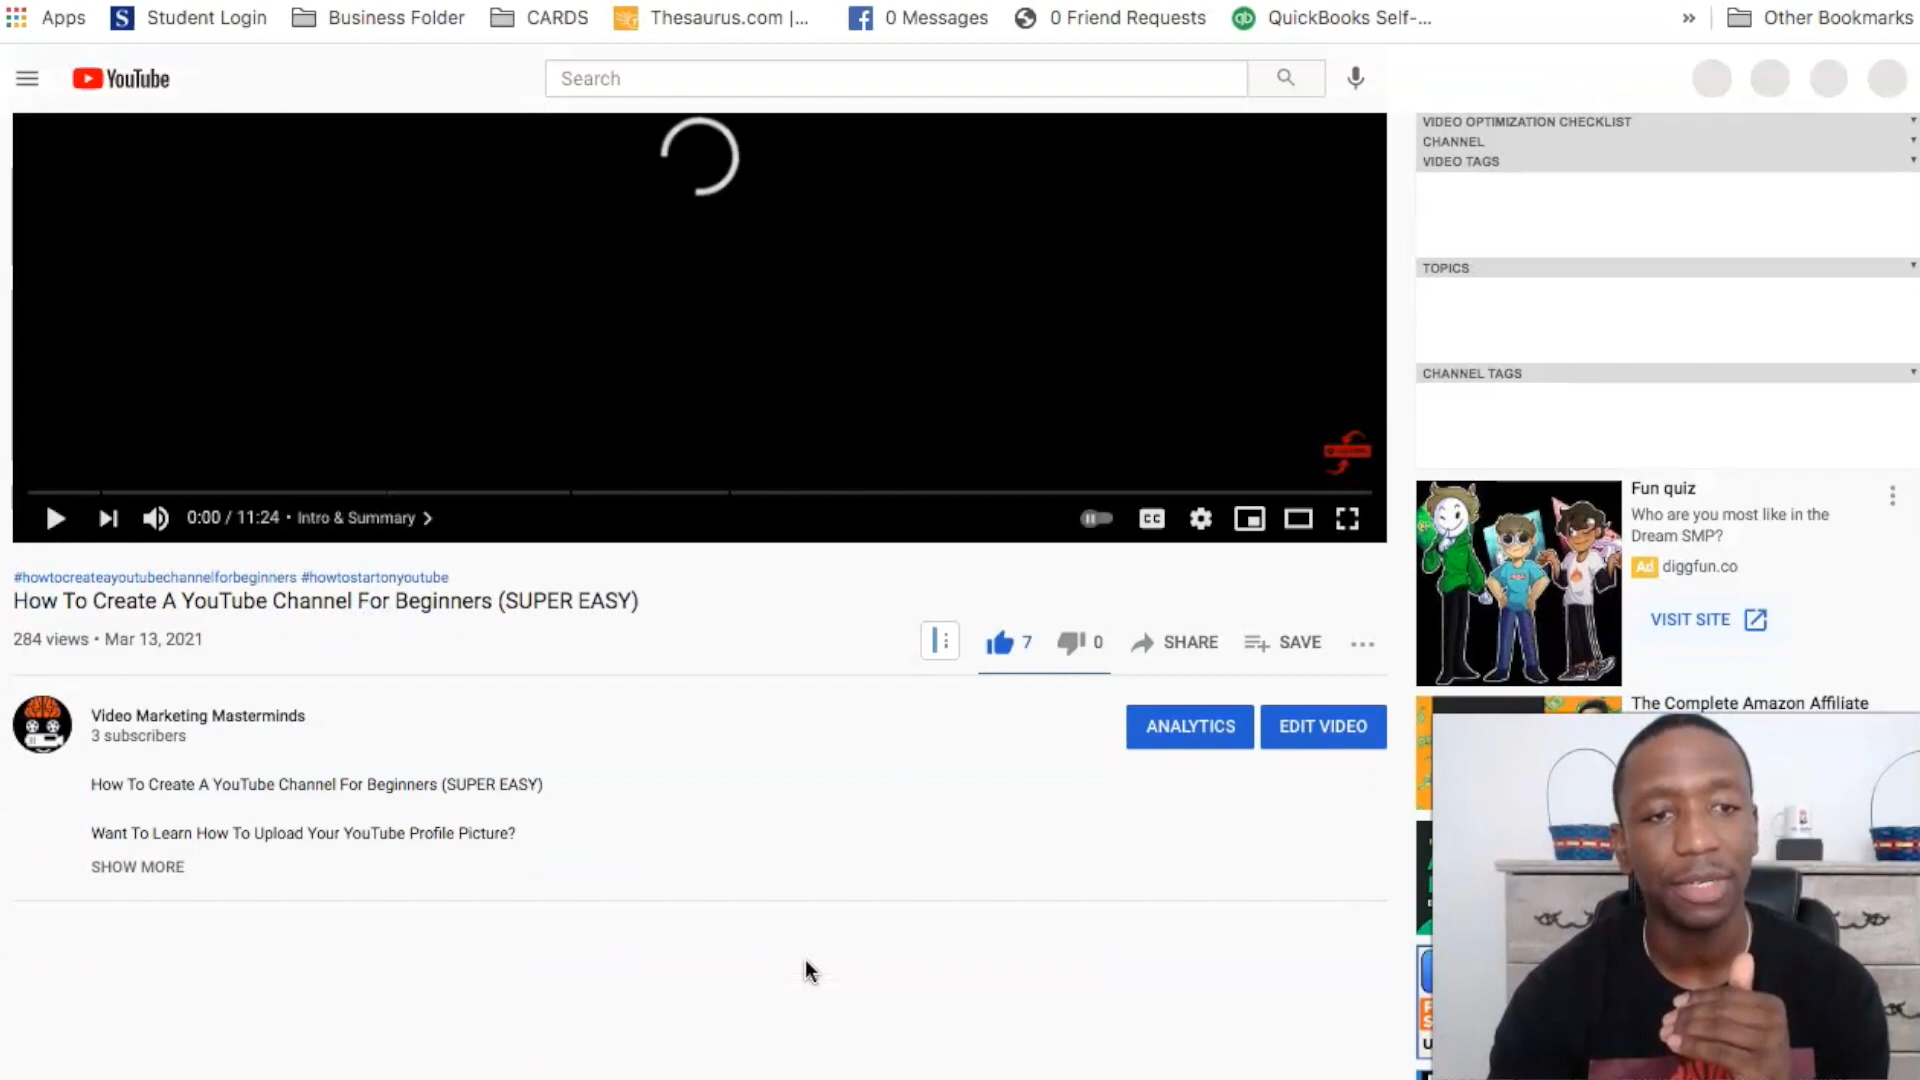 Apps Student Login Business Folder CARDS Thesaurus.com |... 0 Messages 0 Friend Requests QuickBooks Self-... » Other Bookmarks
YouTube
Search
VIDEO OPTIMIZATION CHECKLIST
CHANNEL
VIDEO TAGS
TOPICS
CHANNEL TAGS
0:00 / 11:24 • Intro & Summary
CC
#howtocreateayoutubechannelforbeginners #howtostartonyoutube
How To Create A YouTube Channel For Beginners (SUPER EASY)
284 views • Mar 13, 2021
7 0 SHARE SAVE
Video Marketing Masterminds
3 subscribers
ANALYTICS EDIT VIDEO
How To Create A YouTube Channel For Beginners (SUPER EASY)
Want To Learn How To Upload Your YouTube Profile Picture?
SHOW MORE
Fun quiz
Who are you most like in the
Dream SMP?
Ad diggfun.co
VISIT SITE
The Complete Amazon Affiliate